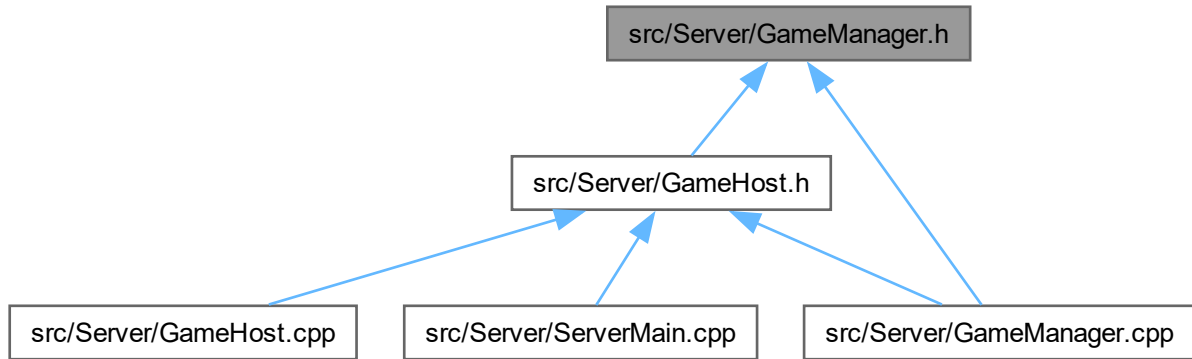 src/Server/GameManager.h
src/Server/GameHost.h
src/Server/GameHost.cpp
src/Server/ServerMain.cpp
src/Server/GameManager.cpp